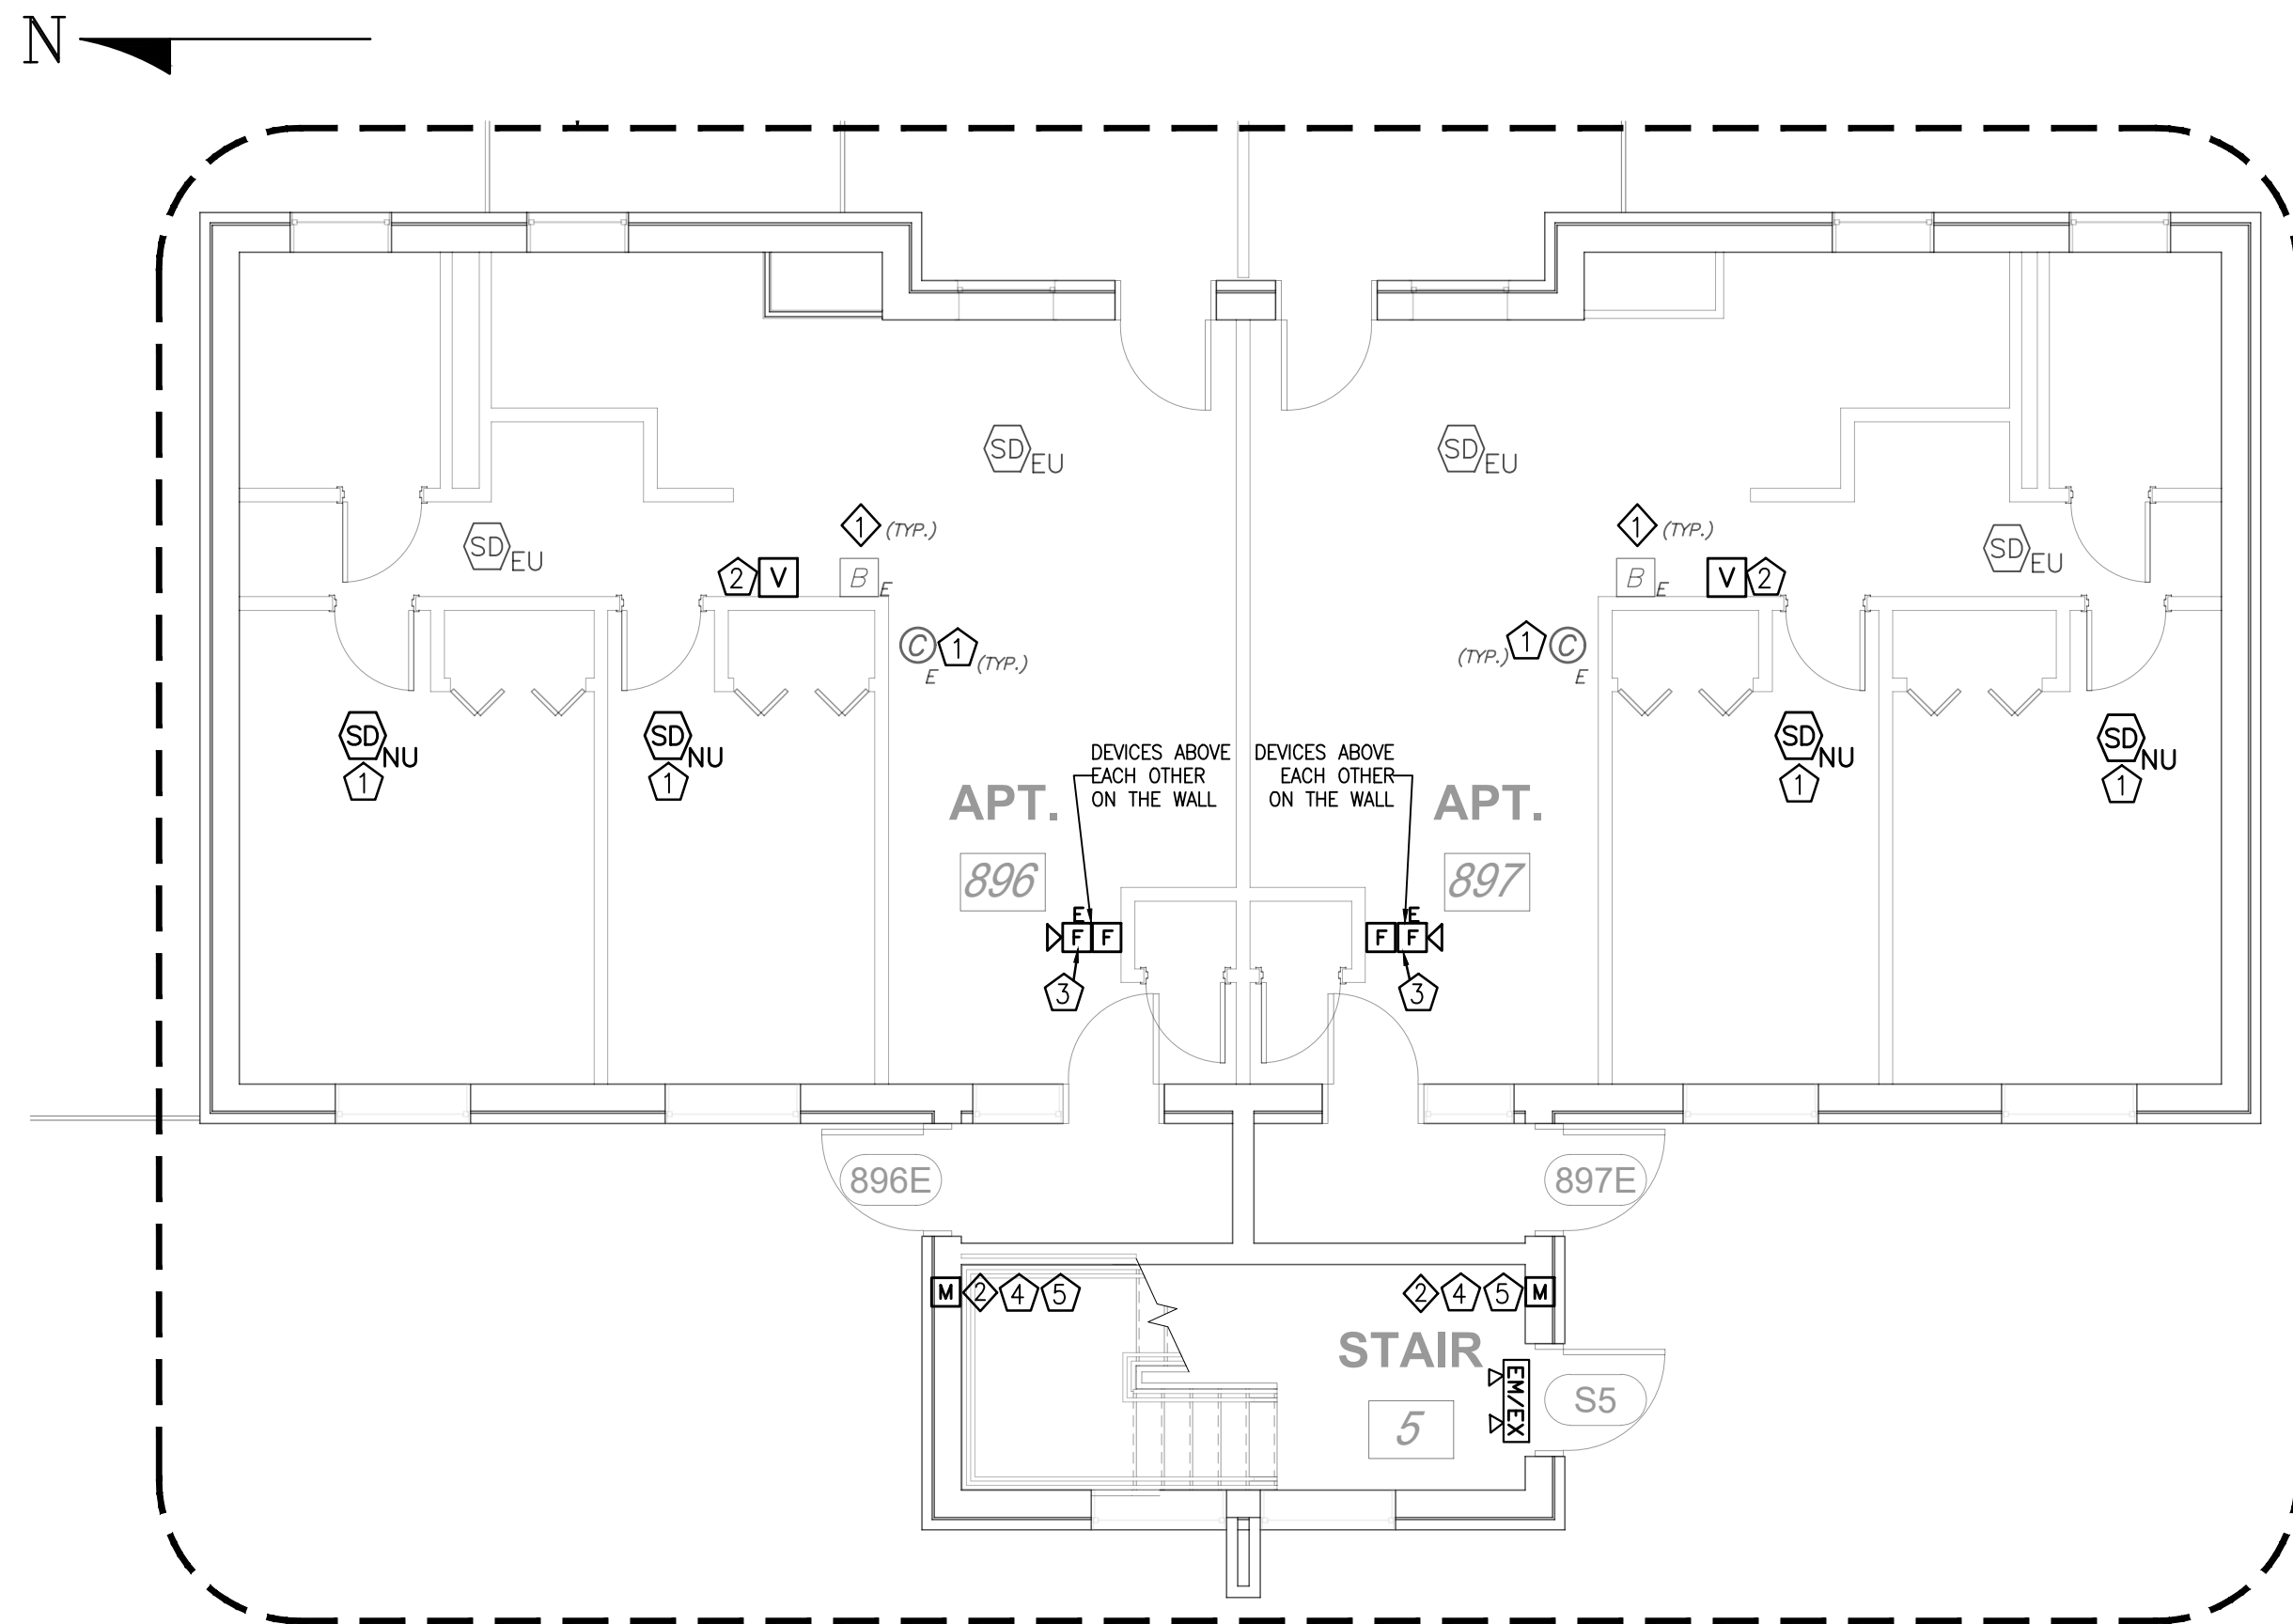 N
SD EU
SD EU
1 (TYP.)
1 (TYP.)
SD EU
SD EU
2 V
B E
B E
V 2
C E 1 (TYP.)
(TYP.) 1 C E
SD NU
1
SD NU
1
SD NU
1
SD NU
1
DEVICES ABOVE
EACH OTHER
ON THE WALL
DEVICES ABOVE
EACH OTHER
ON THE WALL
APT.
896
APT.
897
E
F F
3
E
F F
3
896E
897E
M 2 4 5
2 4 5 M
STAIR
5
EM/EX
S5